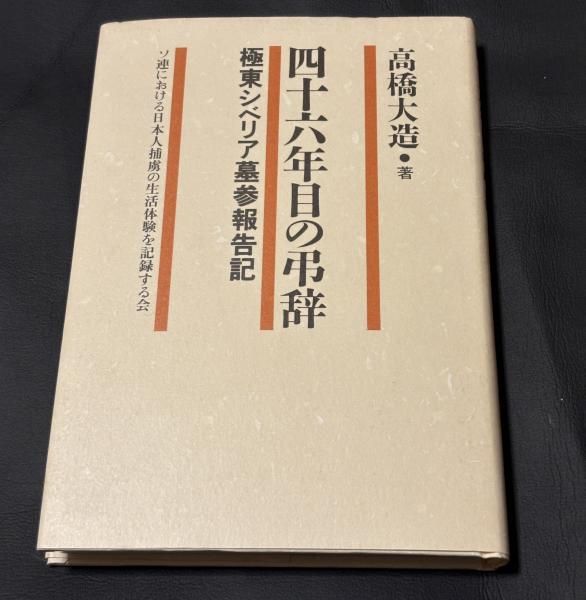 高橋大造●著
四十六年目の弔辞
極東シベリア墓参報告記
ソ連における日本人捕虜の生活体験を記録する会